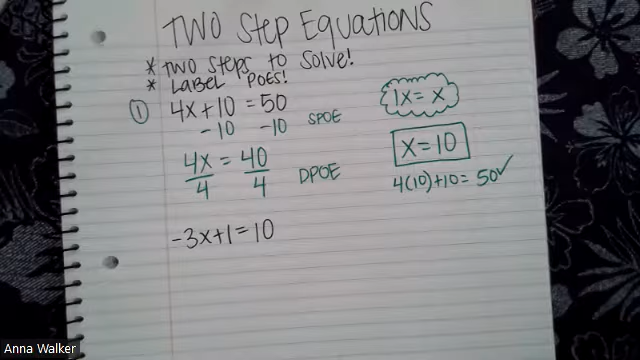 TWO STEP EQUATIONS
* TWO STEPS TO SOLVE!
* LABEL POES!
① 4x + 10 = 50
-10 -10 SPOE
4x = 40
4 4 DPOE
1x = x
x = 10
4(10) + 10 = 50 ✓
-3x + 1 = 10
Anna Walker